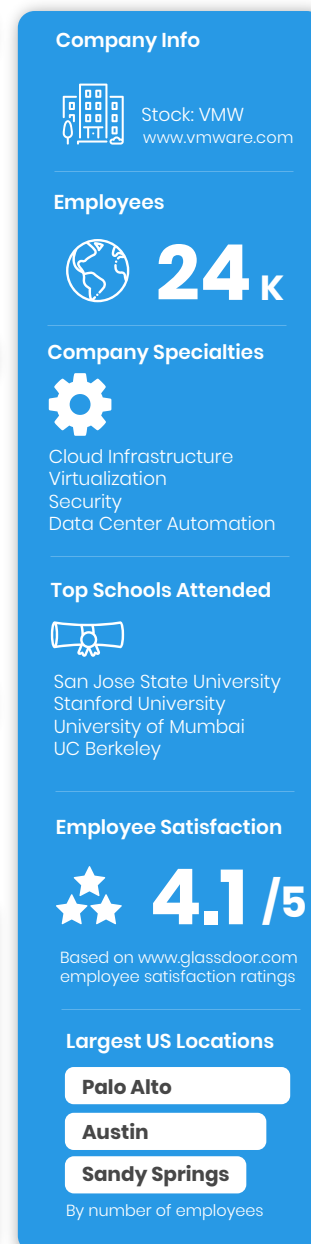 Company Info
Stock: VMW
www.vmware.com
Employees
24 K
Company Specialties
Cloud Infrastructure
Virtualization
Security
Data Center Automation
Top Schools Attended
San Jose State University
Stanford University
University of Mumbai
UC Berkeley
Employee Satisfaction
4.1 /5
Based on www.glassdoor.com
employee satisfaction ratings
Largest US Locations
Palo Alto
Austin
Sandy Springs
By number of employees